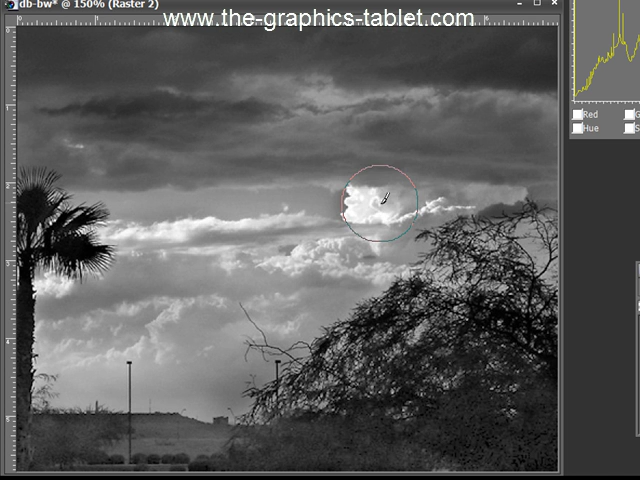 db-bw* @ 150% (Raster 2)
www.the-graphics-tablet.com
Red
Hue